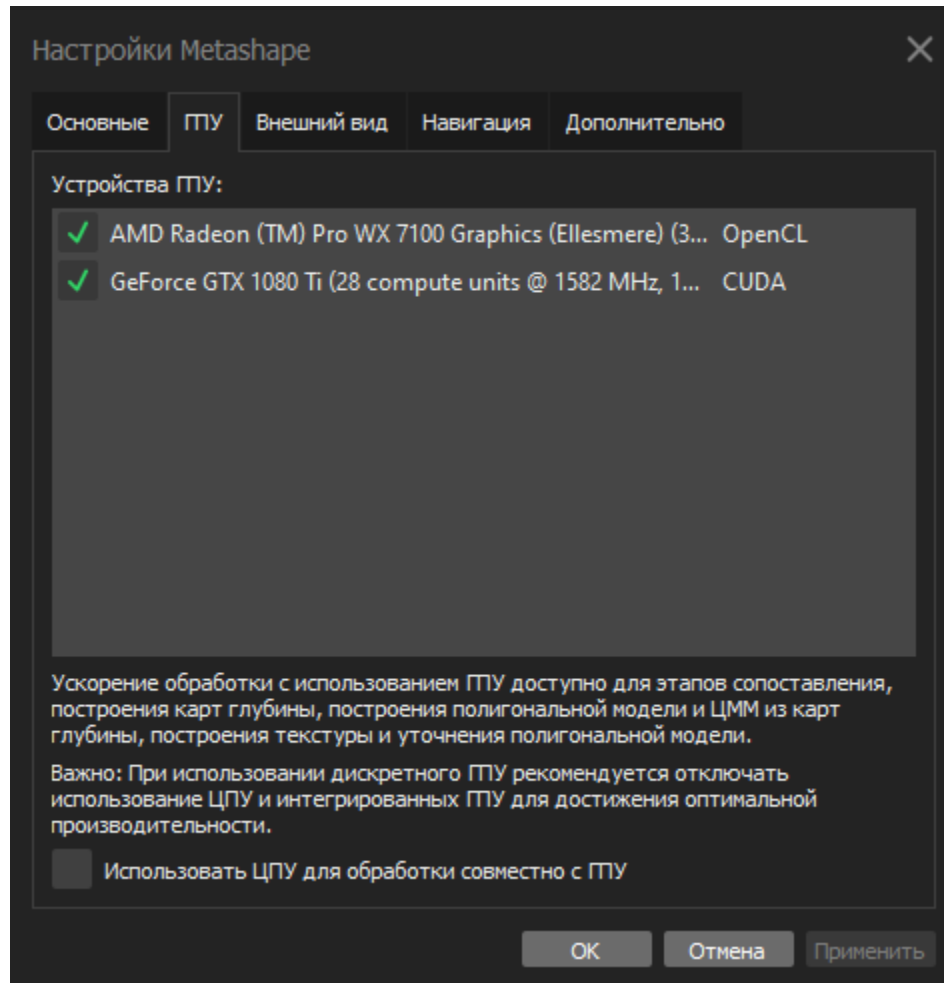 Настройки Metashape
Основные ГПУ Внешний вид Навигация Дополнительно
Устройства ГПУ:
AMD Radeon (TM) Pro WX 7100 Graphics (Ellesmere) (3... OpenCL
GeForce GTX 1080 Ti (28 compute units @ 1582 MHz, 1... CUDA
Ускорение обработки с использованием ГПУ доступно для этапов сопоставления,
построения карт глубины, построения полигональной модели и ЦММ из карт
глубины, построения текстуры и уточнения полигональной модели.
Важно: При использовании дискретного ГПУ рекомендуется отключать
использование ЦПУ и интегрированных ГПУ для достижения оптимальной
производительности.
Использовать ЦПУ для обработки совместно с ГПУ
OK Отмена Применить